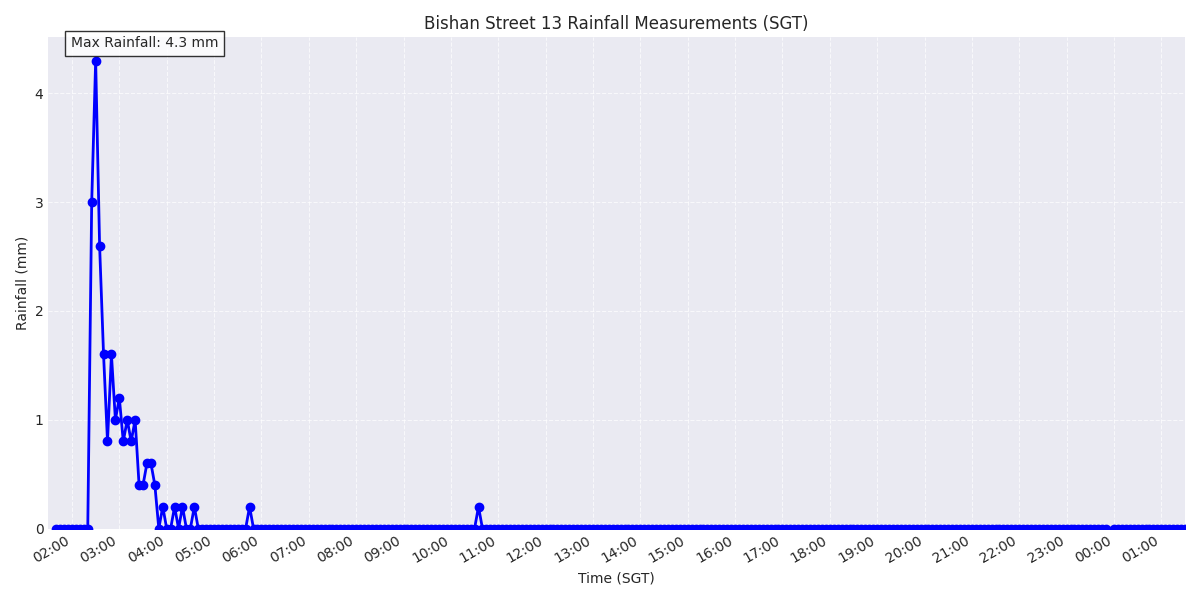 Bishan Street 13 Rainfall Measurements (SGT)
Max Rainfall: 4.3 mm
Rainfall (mm)
4
3
2
1
0
02:00 03:00 04:00 05:00 06:00 07:00 08:00 09:00 10:00 11:00 12:00 13:00 14:00 15:00 16:00 17:00 18:00 19:00 20:00 21:00 22:00 23:00 00:00 01:00
Time (SGT)